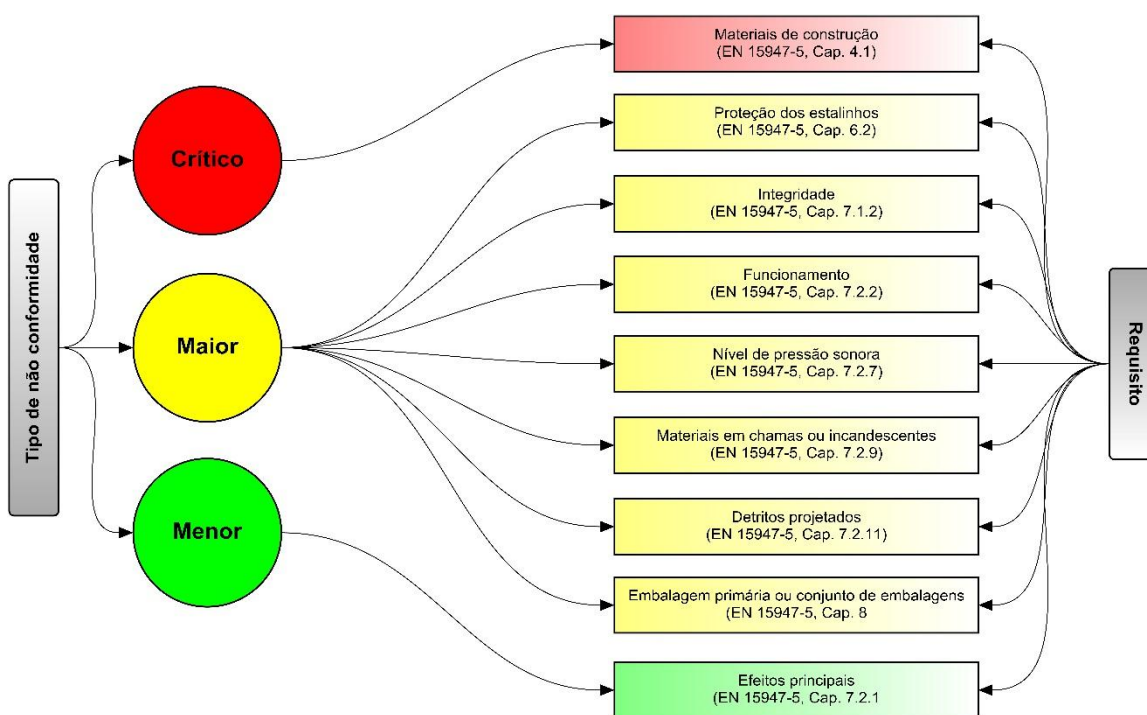 Tipo de não conformidade
Crítico
Maior
Menor
Materiais de construção
(EN 15947-5, Cap. 4.1)
Proteção dos estalinhos
(EN 15947-5, Cap. 6.2)
Integridade
(EN 15947-5, Cap. 7.1.2)
Funcionamento
(EN 15947-5, Cap. 7.2.2)
Nível de pressão sonora
(EN 15947-5, Cap. 7.2.7)
Materiais em chamas ou incandescentes
(EN 15947-5, Cap. 7.2.9)
Detritos projetados
(EN 15947-5, Cap. 7.2.11)
Embalagem primária ou conjunto de embalagens
(EN 15947-5, Cap. 8
Efeitos principais
(EN 15947-5, Cap. 7.2.1
Requisito